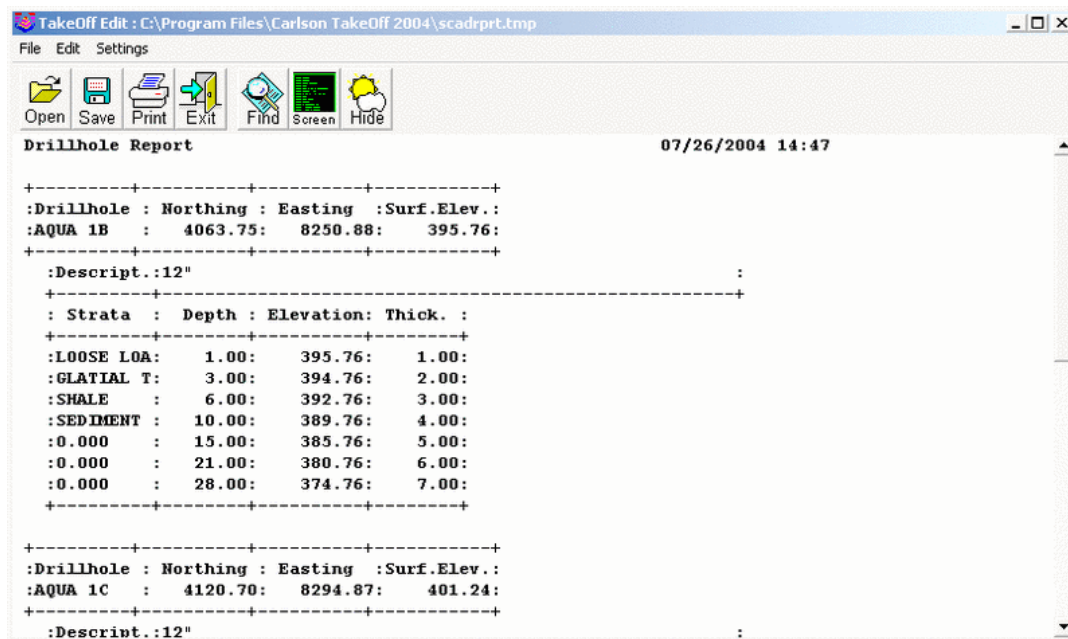 TakeOff Edit : C:\Program Files\Carlson TakeOff 2004\scadrprt.tmp
File Edit Settings
Open Save Print Exit Find Screen Hide
Drillhole Report 07/26/2004 14:47
+---------+----------+----------+-----------+
:Drillhole : Northing : Easting :Surf.Elev.:
:AQUA 1B : 4063.75: 8250.88: 395.76:
+---------+----------+----------+-----------+
:Descript.:12" :
+---------+-----------------------------------------------------+
: Strata : Depth : Elevation: Thick. :
+---------+--------+----------+--------+
:LOOSE LOA: 1.00: 395.76: 1.00:
:GLATIAL T: 3.00: 394.76: 2.00:
:SHALE : 6.00: 392.76: 3.00:
:SEDIMENT : 10.00: 389.76: 4.00:
:0.000 : 15.00: 385.76: 5.00:
:0.000 : 21.00: 380.76: 6.00:
:0.000 : 28.00: 374.76: 7.00:
+---------+--------+----------+--------+
+---------+----------+----------+-----------+
:Drillhole : Northing : Easting :Surf.Elev.:
:AQUA 1C : 4120.70: 8294.87: 401.24:
+---------+----------+----------+-----------+
:Descript.:12" :